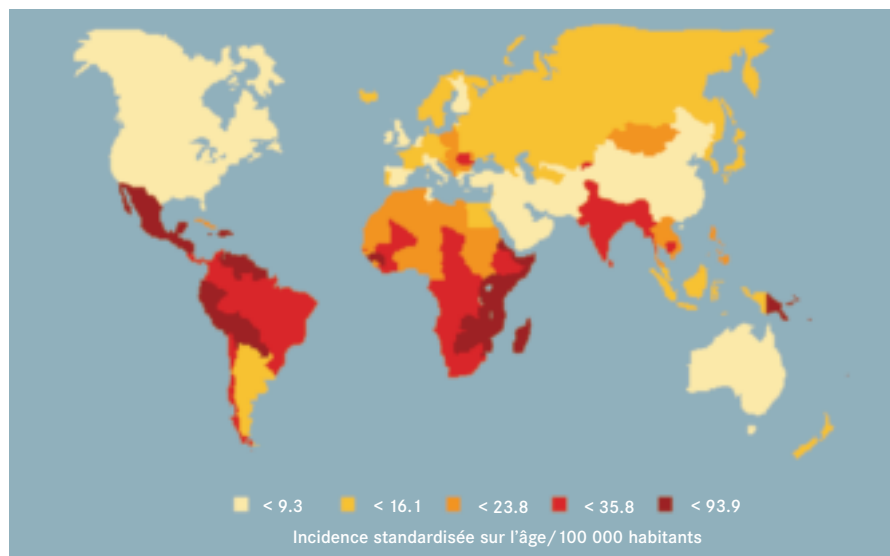 < 9.3 < 16.1 < 23.8 < 35.8 < 93.9
Incidence standardisée sur l'âge/100 000 habitants